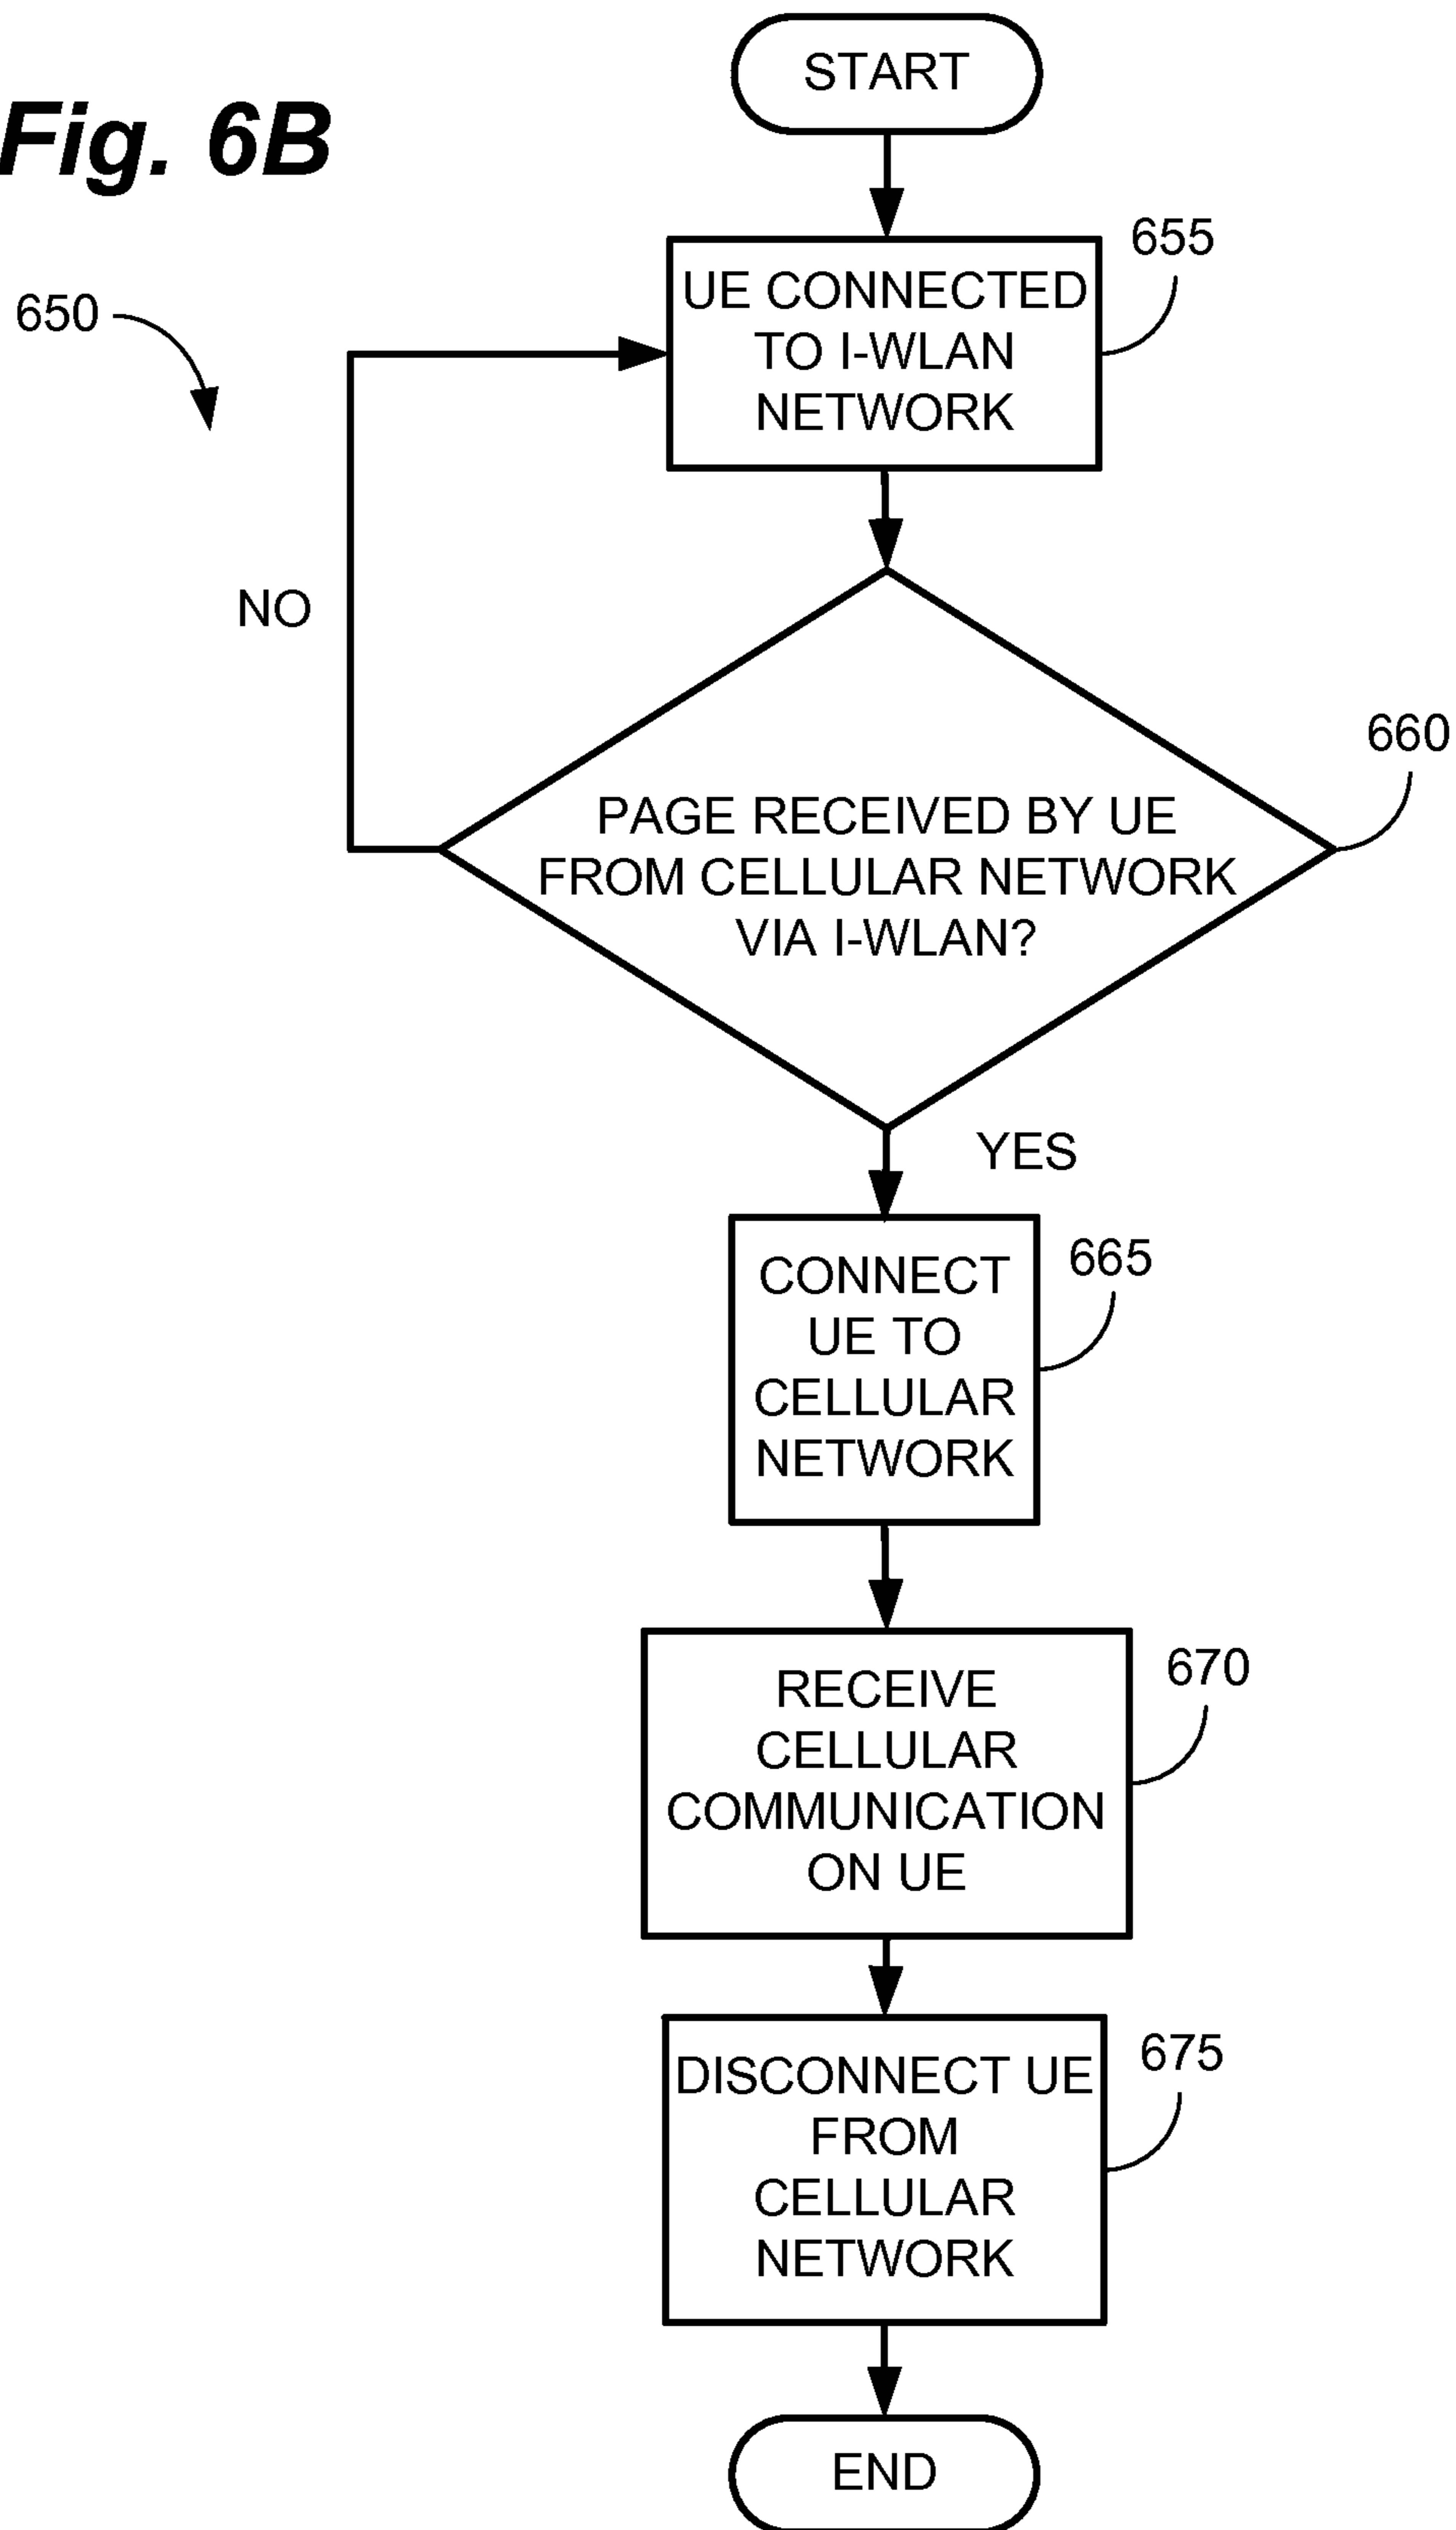 START
Fig. 6B
650
655
UE CONNECTED
TO I-WLAN
NETWORK
NO
660
PAGE RECEIVED BY UE
FROM CELLULAR NETWORK
VIA I-WLAN?
YES
665
CONNECT
UE TO
CELLULAR
NETWORK
670
RECEIVE
CELLULAR
COMMUNICATION
ON UE
675
DISCONNECT UE
FROM
CELLULAR
NETWORK
END